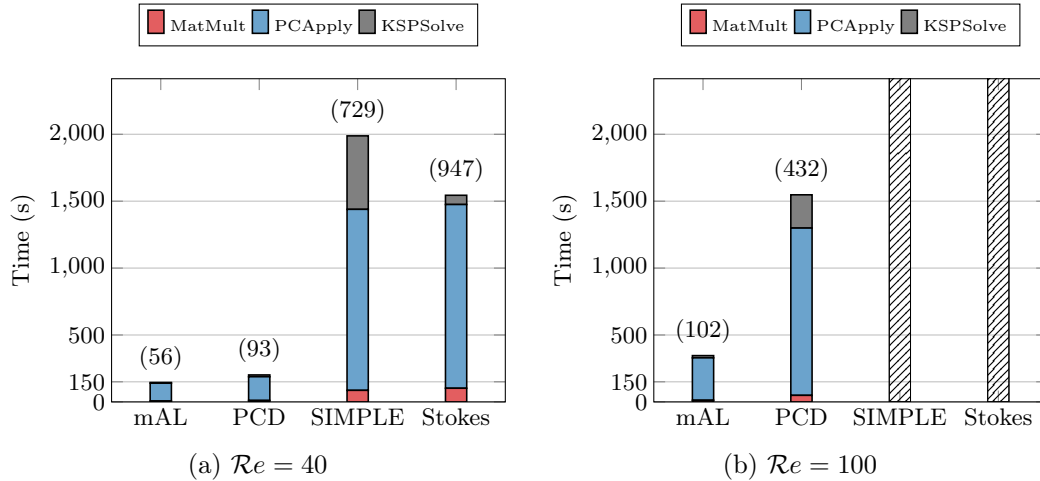 MatMult PCApply KSPSolve
(729)
2,000
(947)
1,500
1,000
Time (s)
500
(56)
(93)
150
0
mAL PCD SIMPLE Stokes
(a) Re = 40
MatMult PCApply KSPSolve
2,000
(432)
1,500
1,000
Time (s)
500
(102)
150
0
mAL PCD SIMPLE Stokes
(b) Re = 100